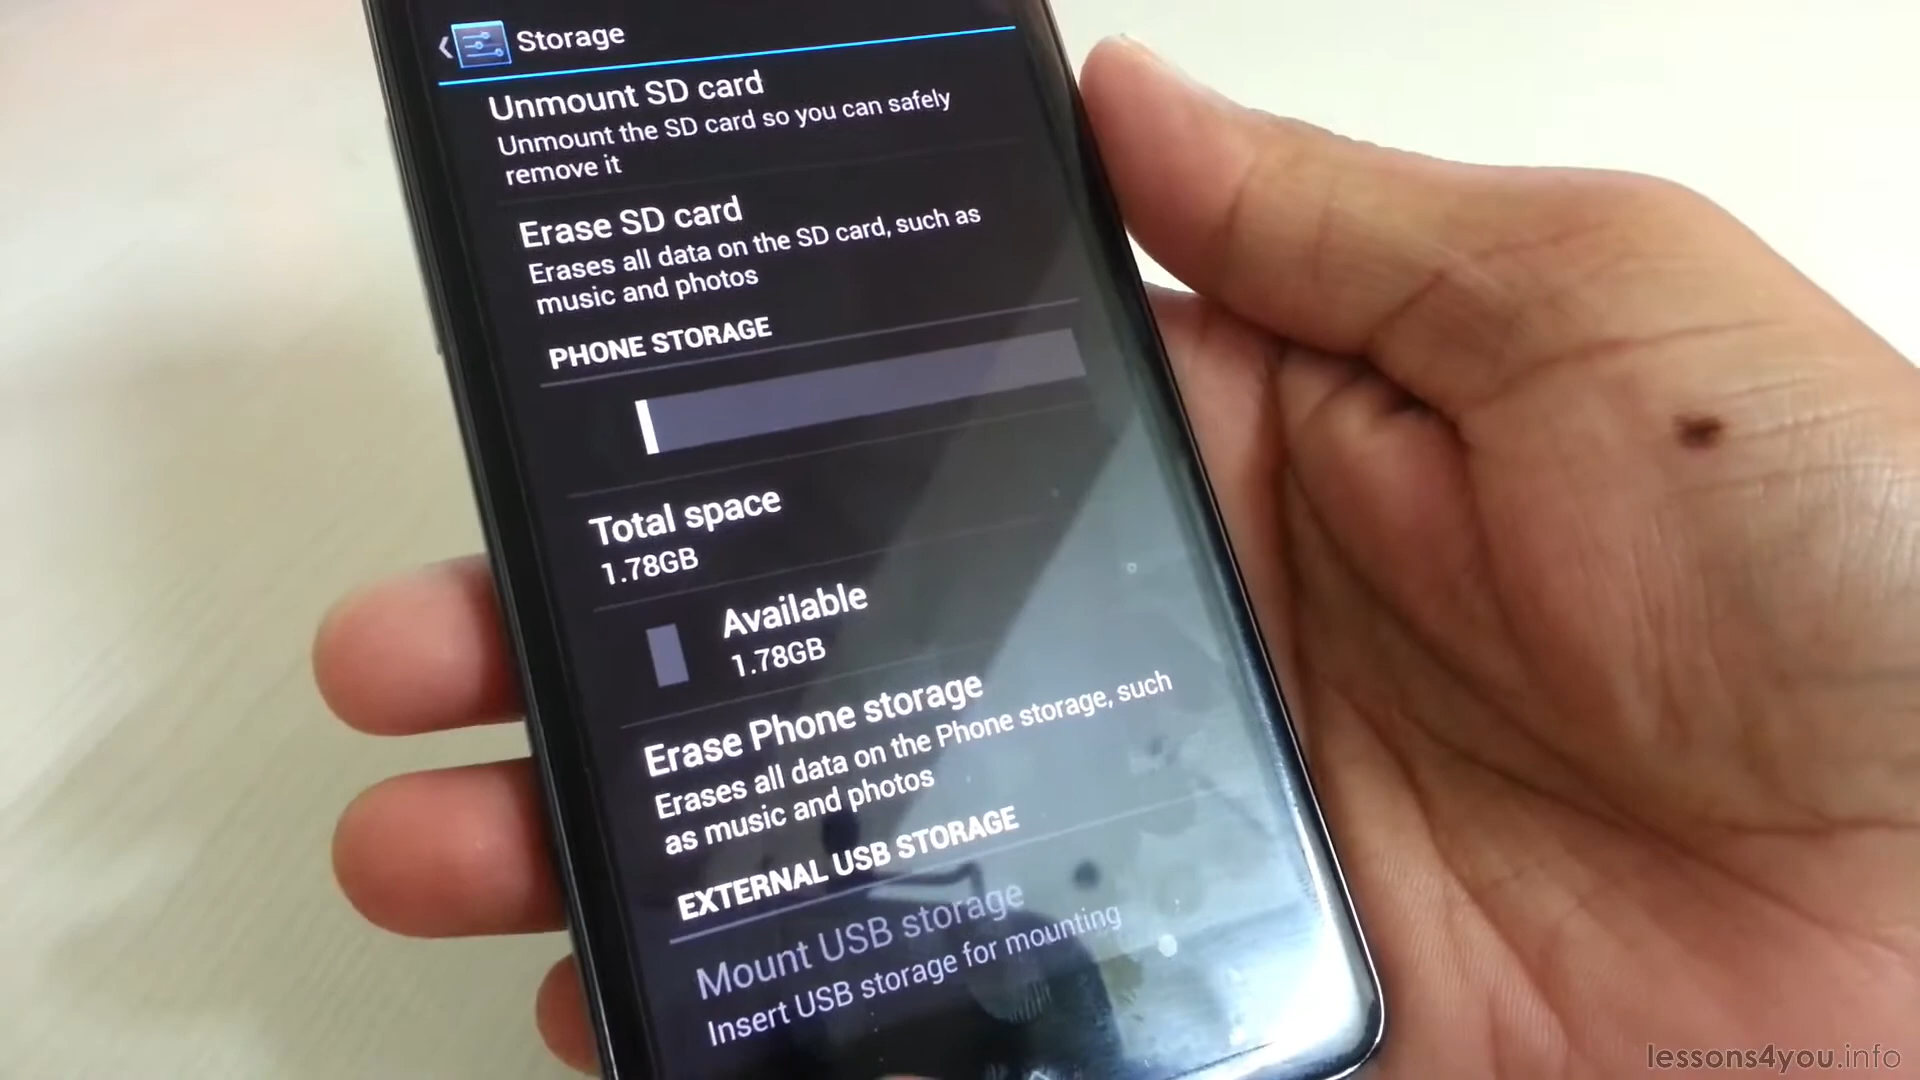 Storage
Unmount SD card
Unmount the SD card so you can safely
remove it
Erase SD card
Erases all data on the SD card, such as
music and photos
PHONE STORAGE
Total space
1.78GB
Available
1.78GB
Erase Phone storage
Erases all data on the Phone storage, such
as music and photos
EXTERNAL USB STORAGE
Mount USB storage
Insert USB storage for mounting
lessons4you.info